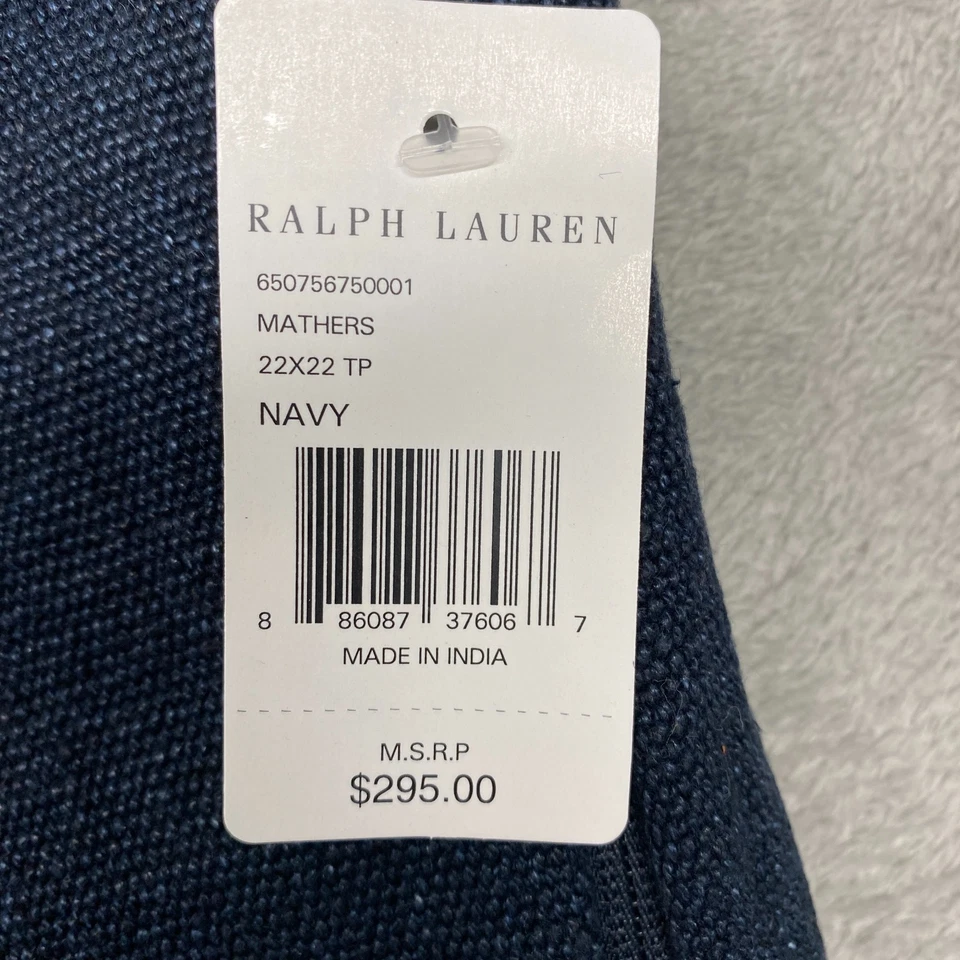 RALPH LAUREN
650756750001
MATHERS
22X22 TP
NAVY
8 86087 37606 7
MADE IN INDIA
M.S.R.P
$295.00